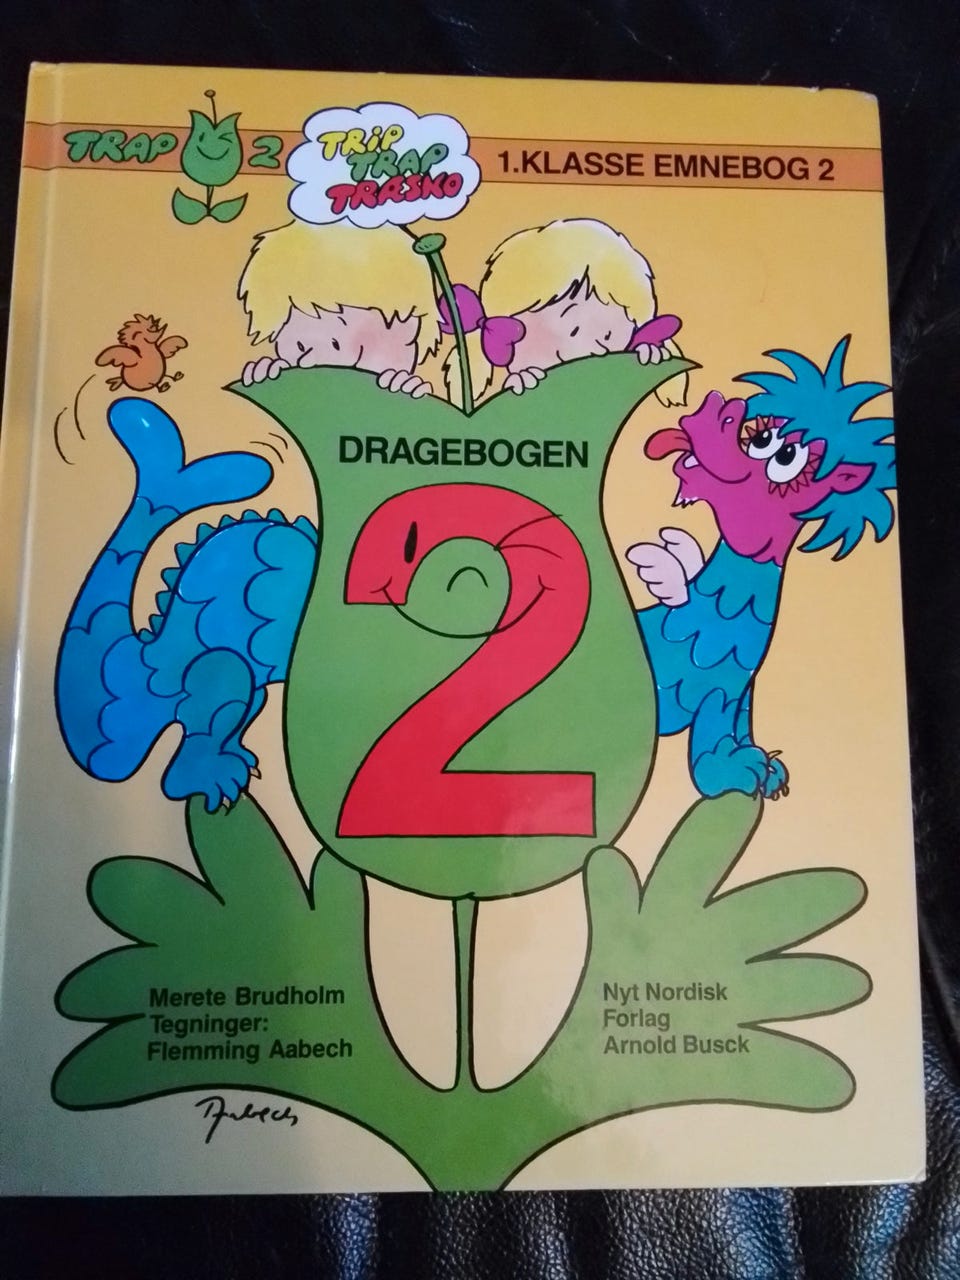 TRAP 2
TRIP
TRAP
TRÆSKO
1.KLASSE EMNEBOG 2
DRAGEBOGEN
2
Merete Brudholm
Tegninger:
Flemming Aabech
Nyt Nordisk
Forlag
Arnold Busck
Aabech